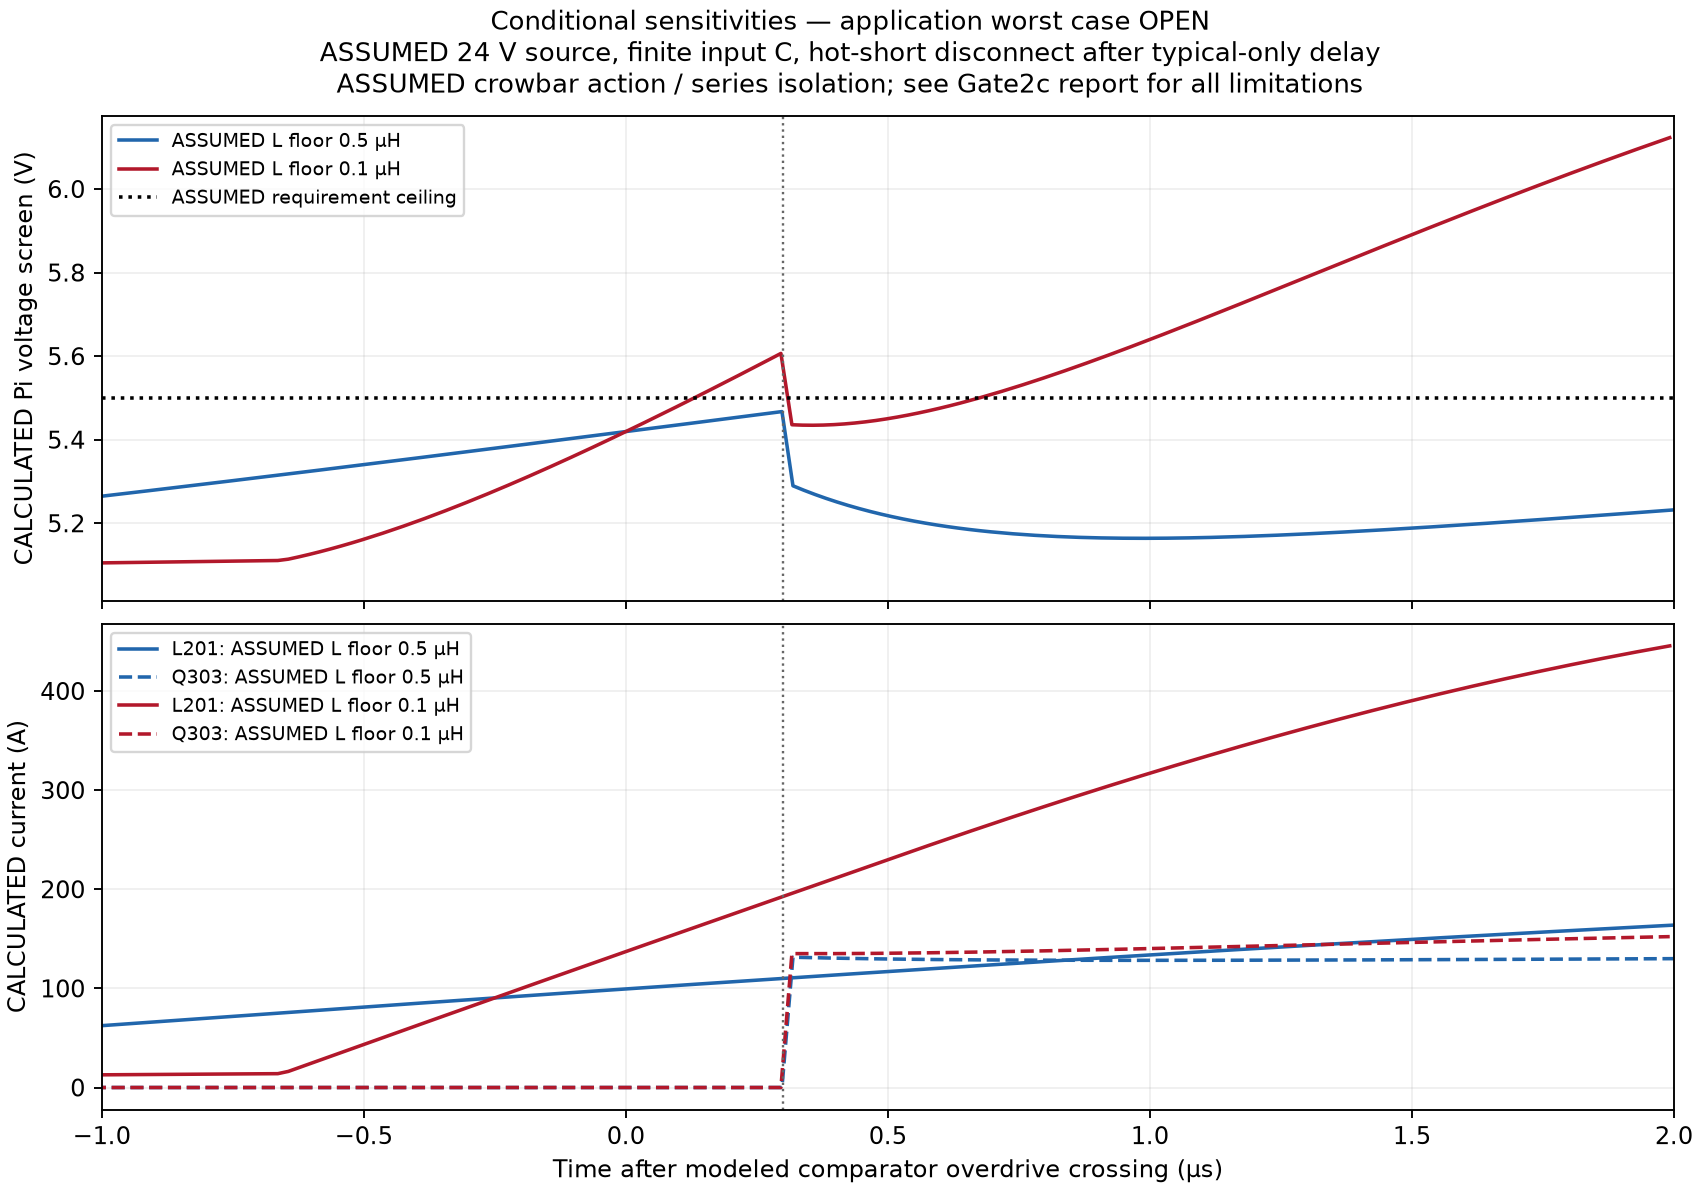 Conditional sensitivities — application worst case OPEN
ASSUMED 24 V source, finite input C, hot-short disconnect after typical-only delay
ASSUMED crowbar action / series isolation; see Gate2c report for all limitations
CALCULATED Pi voltage screen (V)
6.0
5.8
5.6
5.4
5.2
ASSUMED L floor 0.5 µH
ASSUMED L floor 0.1 µH
ASSUMED requirement ceiling
CALCULATED current (A)
400
300
200
100
0
L201: ASSUMED L floor 0.5 µH
Q303: ASSUMED L floor 0.5 µH
L201: ASSUMED L floor 0.1 µH
Q303: ASSUMED L floor 0.1 µH
−1.0 −0.5 0.0 0.5 1.0 1.5 2.0
Time after modeled comparator overdrive crossing (µs)